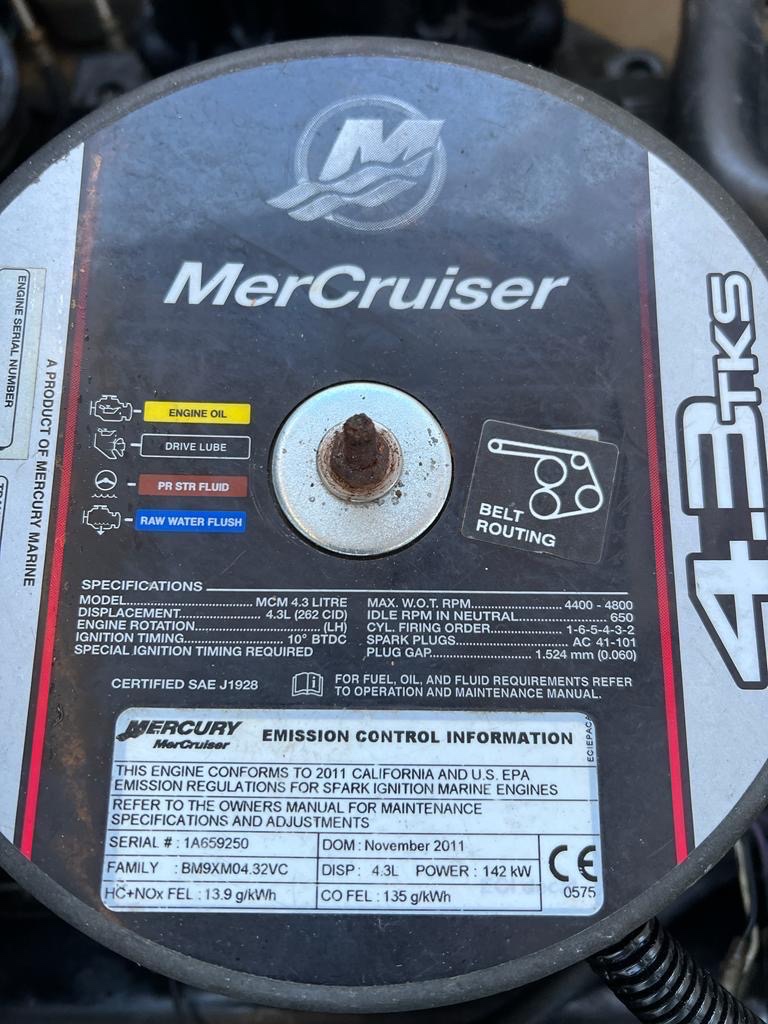 M
MerCruiser
ENGINE SERIAL NUMBER
A PRODUCT OF MERCURY MARINE
4.3TKS
ENGINE OIL
DRIVE LUBE
PR STR FLUID
RAW WATER FLUSH
BELT
ROUTING
SPECIFICATIONS
MODEL................................ MCM 4.3 LITRE
DISPLACEMENT...................... 4.3L (262 CID)
ENGINE ROTATION............................(LH)
IGNITION TIMING....................... 10° BTDC
SPECIAL IGNITION TIMING REQUIRED
MAX. W.O.T. RPM...................... 4400 - 4800
IDLE RPM IN NEUTRAL..................... 650
CYL. FIRING ORDER................... 1-6-5-4-3-2
SPARK PLUGS........................... AC 41-101
PLUG GAP.................... 1.524 mm (0.060)
CERTIFIED SAE J1928
FOR FUEL, OIL, AND FLUID REQUIREMENTS REFER
TO OPERATION AND MAINTENANCE MANUAL.
MERCURY
MerCruiser
EMISSION CONTROL INFORMATION
THIS ENGINE CONFORMS TO 2011 CALIFORNIA AND U.S. EPA
EMISSION REGULATIONS FOR SPARK IGNITION MARINE ENGINES
REFER TO THE OWNERS MANUAL FOR MAINTENANCE
SPECIFICATIONS AND ADJUSTMENTS
SERIAL # : 1A659250
DOM : November 2011
FAMILY : BM9XM04.32VC
DISP : 4.3L POWER : 142 kW
HC+NOx FEL : 13.9 g/kWh
CO FEL : 135 g/kWh
CE
0575